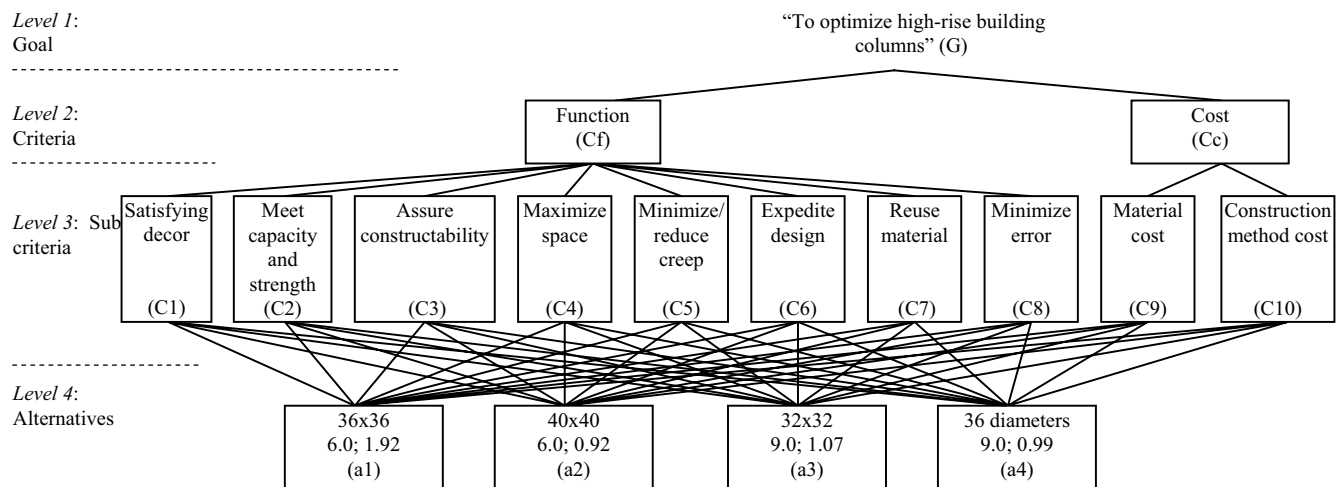 Level 1:
Goal
“To optimize high-rise building
columns” (G)
Level 2:
Criteria
Function
(Cf)
Cost
(Cc)
Level 3: Sub
criteria
Satisfying
decor
(C1)
Meet
capacity
and
strength
(C2)
Assure
constructability
(C3)
Maximize
space
(C4)
Minimize/
reduce
creep
(C5)
Expedite
design
(C6)
Reuse
material
(C7)
Minimize
error
(C8)
Material
cost
(C9)
Construction
method cost
(C10)
Level 4:
Alternatives
36x36
6.0; 1.92
(a1)
40x40
6.0; 0.92
(a2)
32x32
9.0; 1.07
(a3)
36 diameters
9.0; 0.99
(a4)